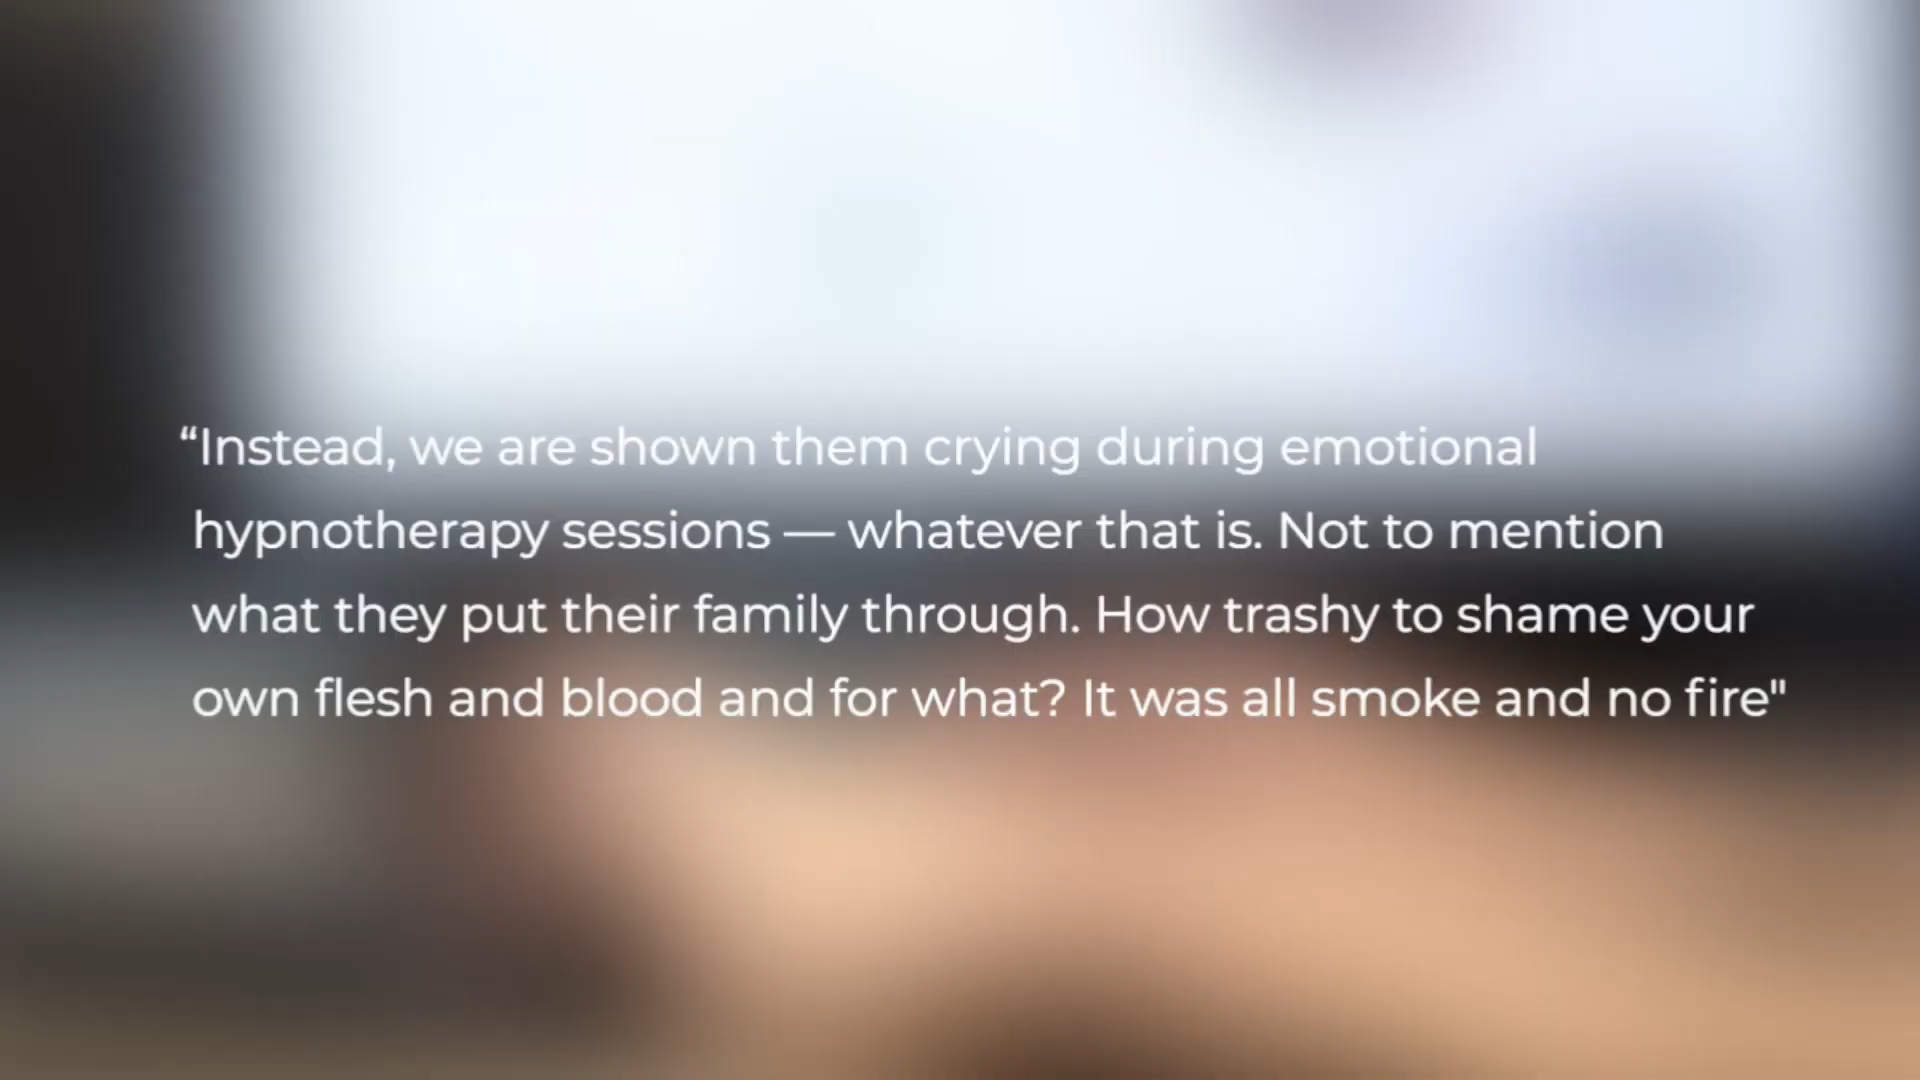 “Instead, we are shown them crying during emotional
hypnotherapy sessions — whatever that is. Not to mention
what they put their family through. How trashy to shame your
own flesh and blood and for what? It was all smoke and no fire"